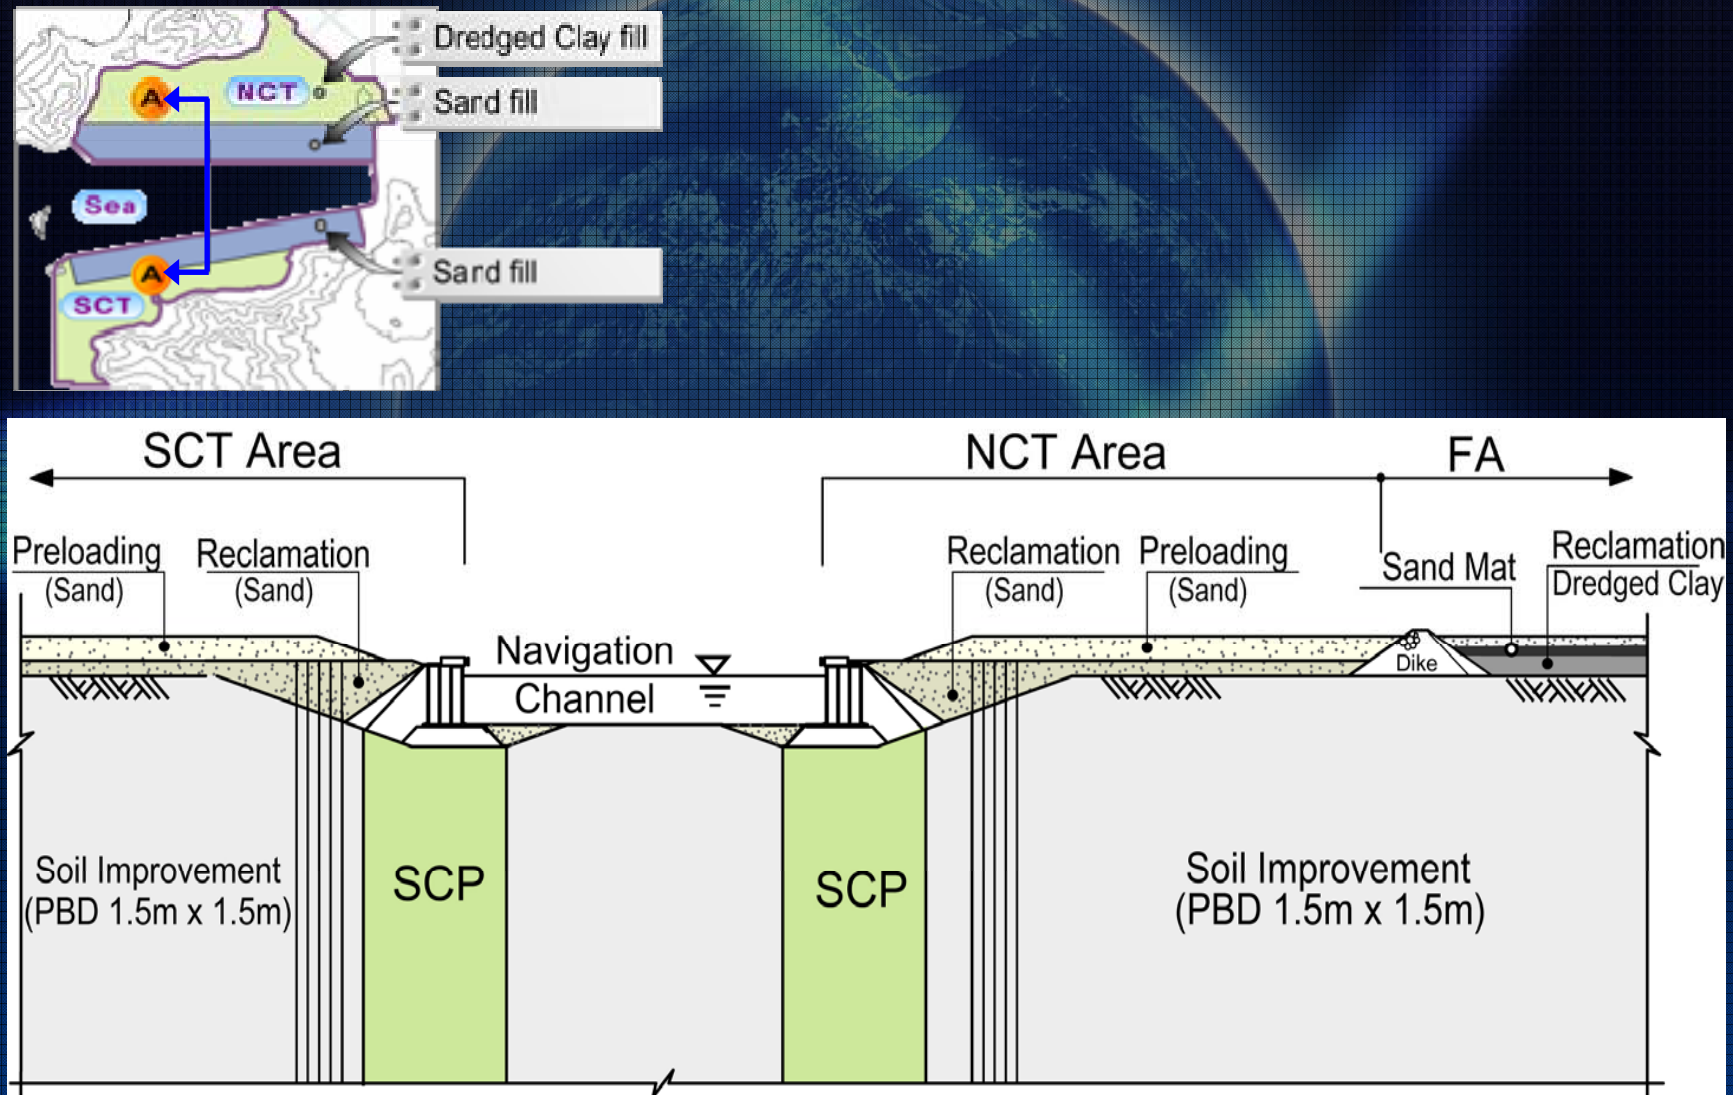 Dredged Clay fill
A
NCT
Sard fill
Sea
A
Sard fill
SCT
SCT Area
NCT Area
FA
Preloading
(Sand)
Reclamation
(Sand)
Reclamation
(Sand)
Preloading
(Sand)
Sand Mat
Reclamation
Dredged Clay
Navigation
Channel
Dike
Soil Improvement
(PBD 1.5m x 1.5m)
SCP
SCP
Soil Improvement
(PBD 1.5m x 1.5m)